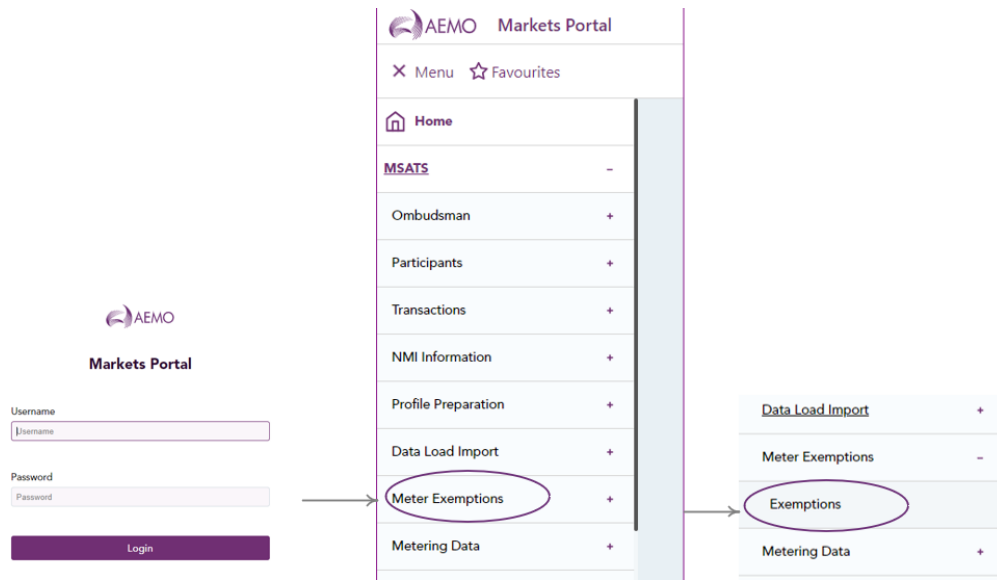 AEMO
Markets Portal
Username
Username
Password
Password
Login
AEMO Markets Portal
Menu Favourites
Home
MSATS -
Ombudsman +
Participants +
Transactions +
NMI Information +
Profile Preparation +
Data Load Import +
Meter Exemptions +
Metering Data +
Data Load Import +
Meter Exemptions -
Exemptions
Metering Data +